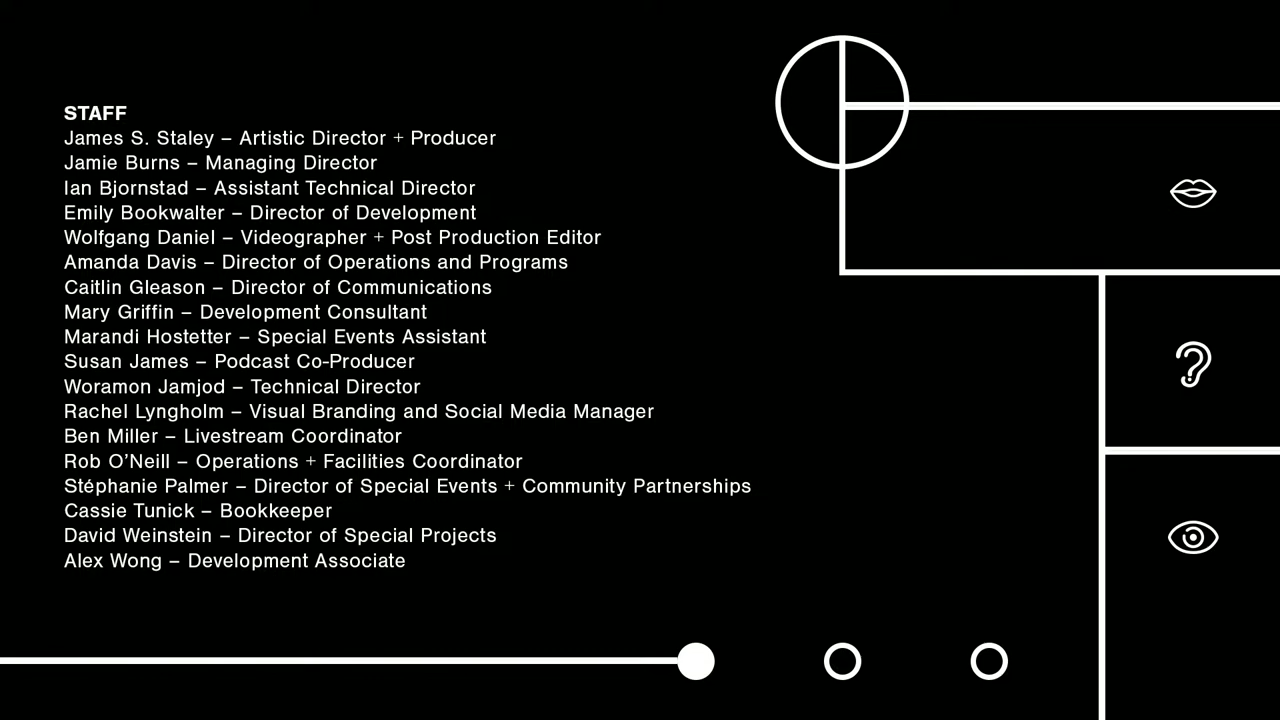 STAFF
James S. Staley – Artistic Director + Producer
Jamie Burns – Managing Director
Ian Bjornstad – Assistant Technical Director
Emily Bookwalter – Director of Development
Wolfgang Daniel – Videographer + Post Production Editor
Amanda Davis – Director of Operations and Programs
Caitlin Gleason – Director of Communications
Mary Griffin – Development Consultant
Marandi Hostetter – Special Events Assistant
Susan James – Podcast Co-Producer
Woramon Jamjod – Technical Director
Rachel Lyngholm – Visual Branding and Social Media Manager
Ben Miller – Livestream Coordinator
Rob O’Neill – Operations + Facilities Coordinator
Stéphanie Palmer – Director of Special Events + Community Partnerships
Cassie Tunick – Bookkeeper
David Weinstein – Director of Special Projects
Alex Wong – Development Associate